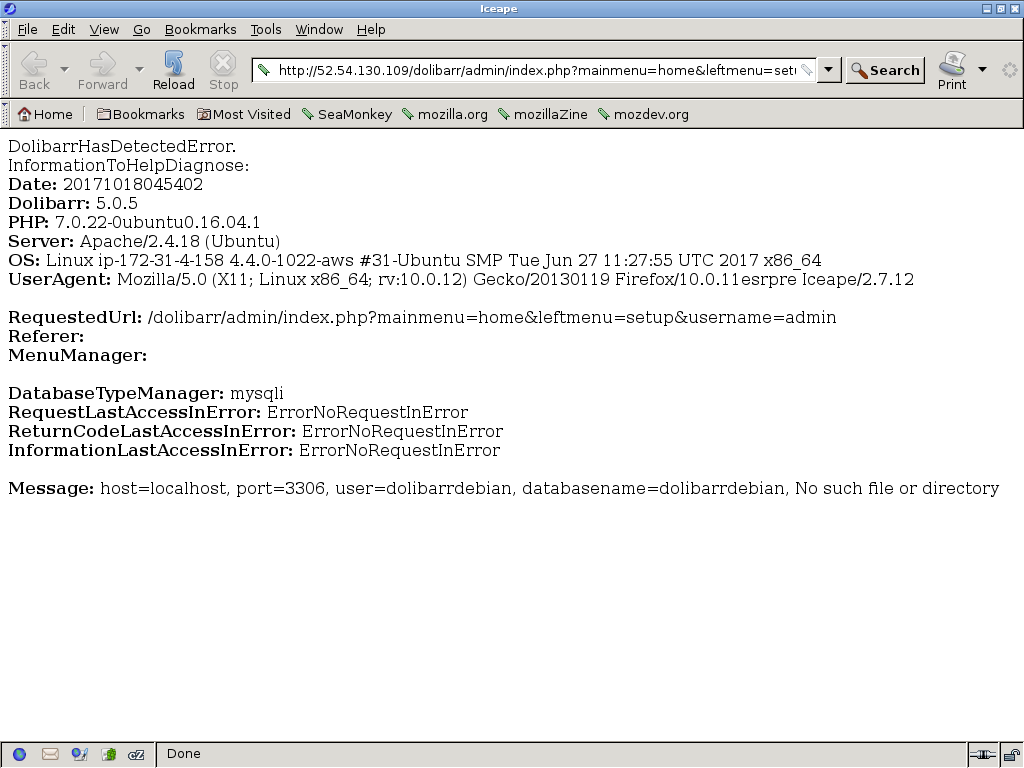 Iceape
File Edit View Go Bookmarks Tools Window Help
Back Forward Reload Stop http://52.54.130.109/dolibarr/admin/index.php?mainmenu=home&leftmenu=set Search Print
Home Bookmarks Most Visited SeaMonkey mozilla.org mozillaZine mozdev.org
DolibarrHasDetectedError.
InformationToHelpDiagnose:
Date: 20171018045402
Dolibarr: 5.0.5
PHP: 7.0.22-0ubuntu0.16.04.1
Server: Apache/2.4.18 (Ubuntu)
OS: Linux ip-172-31-4-158 4.4.0-1022-aws #31-Ubuntu SMP Tue Jun 27 11:27:55 UTC 2017 x86_64
UserAgent: Mozilla/5.0 (X11; Linux x86_64; rv:10.0.12) Gecko/20130119 Firefox/10.0.11esrpre Iceape/2.7.12
RequestedUrl: /dolibarr/admin/index.php?mainmenu=home&leftmenu=setup&username=admin
Referer:
MenuManager:
DatabaseTypeManager: mysqli
RequestLastAccessInError: ErrorNoRequestInError
ReturnCodeLastAccessInError: ErrorNoRequestInError
InformationLastAccessInError: ErrorNoRequestInError
Message: host=localhost, port=3306, user=dolibarrdebian, databasename=dolibarrdebian, No such file or directory
cZ Done